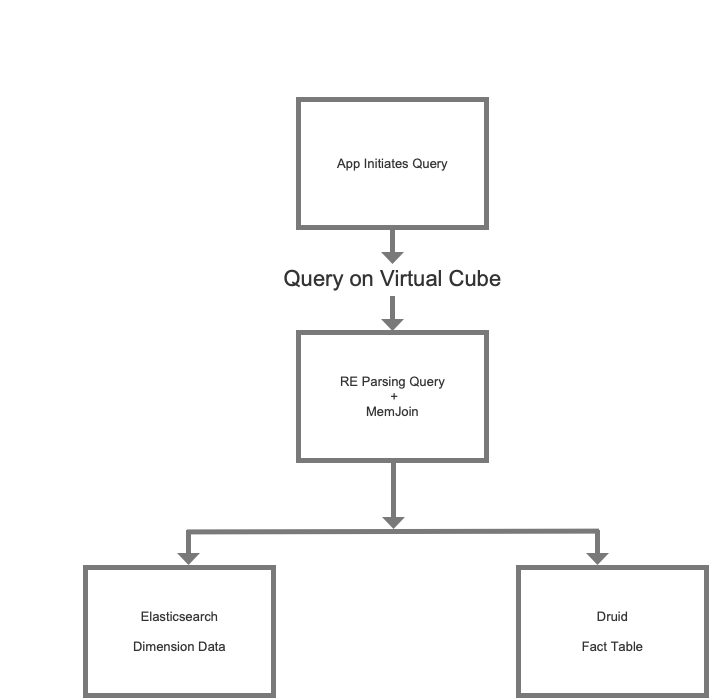 App Initiates Query
Query on Virtual Cube
RE Parsing Query
+
MemJoin
Elasticsearch
Dimension Data
Druid
Fact Table